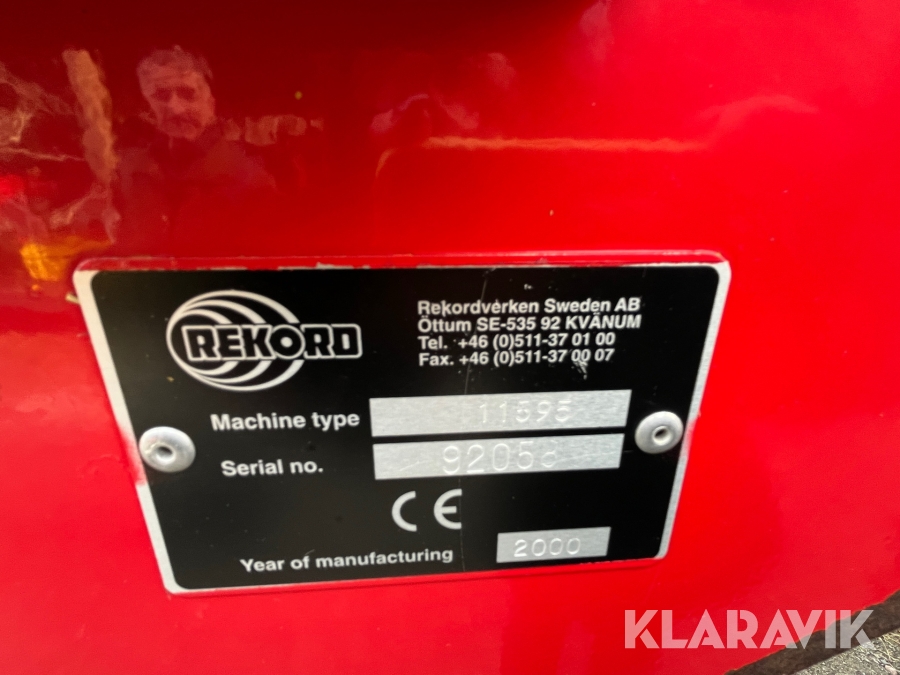 REKORD
Rekordverken Sweden AB
Öttum SE-535 92 KVÄNUM
Tel. +46 (0)511-37 01 00
Fax. +46 (0)511-37 00 07
Machine type 11595
Serial no. 92058
CE
Year of manufacturing 2000
KLARAVIK